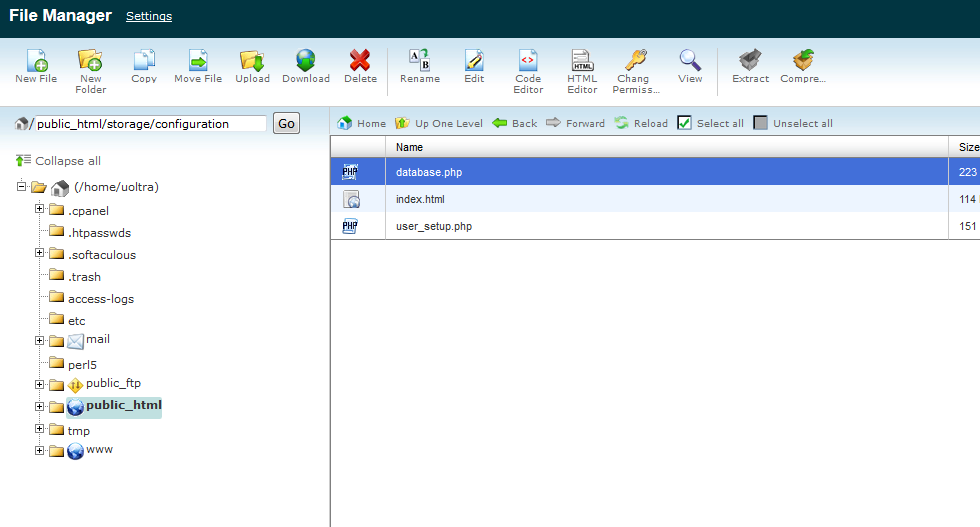 File Manager Settings
New File New Folder Copy Move File Upload Download Delete Rename Edit Code Editor HTML Editor Chang Permiss... View Extract Compre...
/ public_html/storage/configuration Go
Home Up One Level Back Forward Reload Select all Unselect all
Collapse all
(/home/uoltra)
.cpanel
.htpasswds
.softaculous
.trash
access-logs
etc
mail
perl5
public_ftp
public_html
tmp
www
Name Size
PHP database.php 223
index.html 114
PHP user_setup.php 151